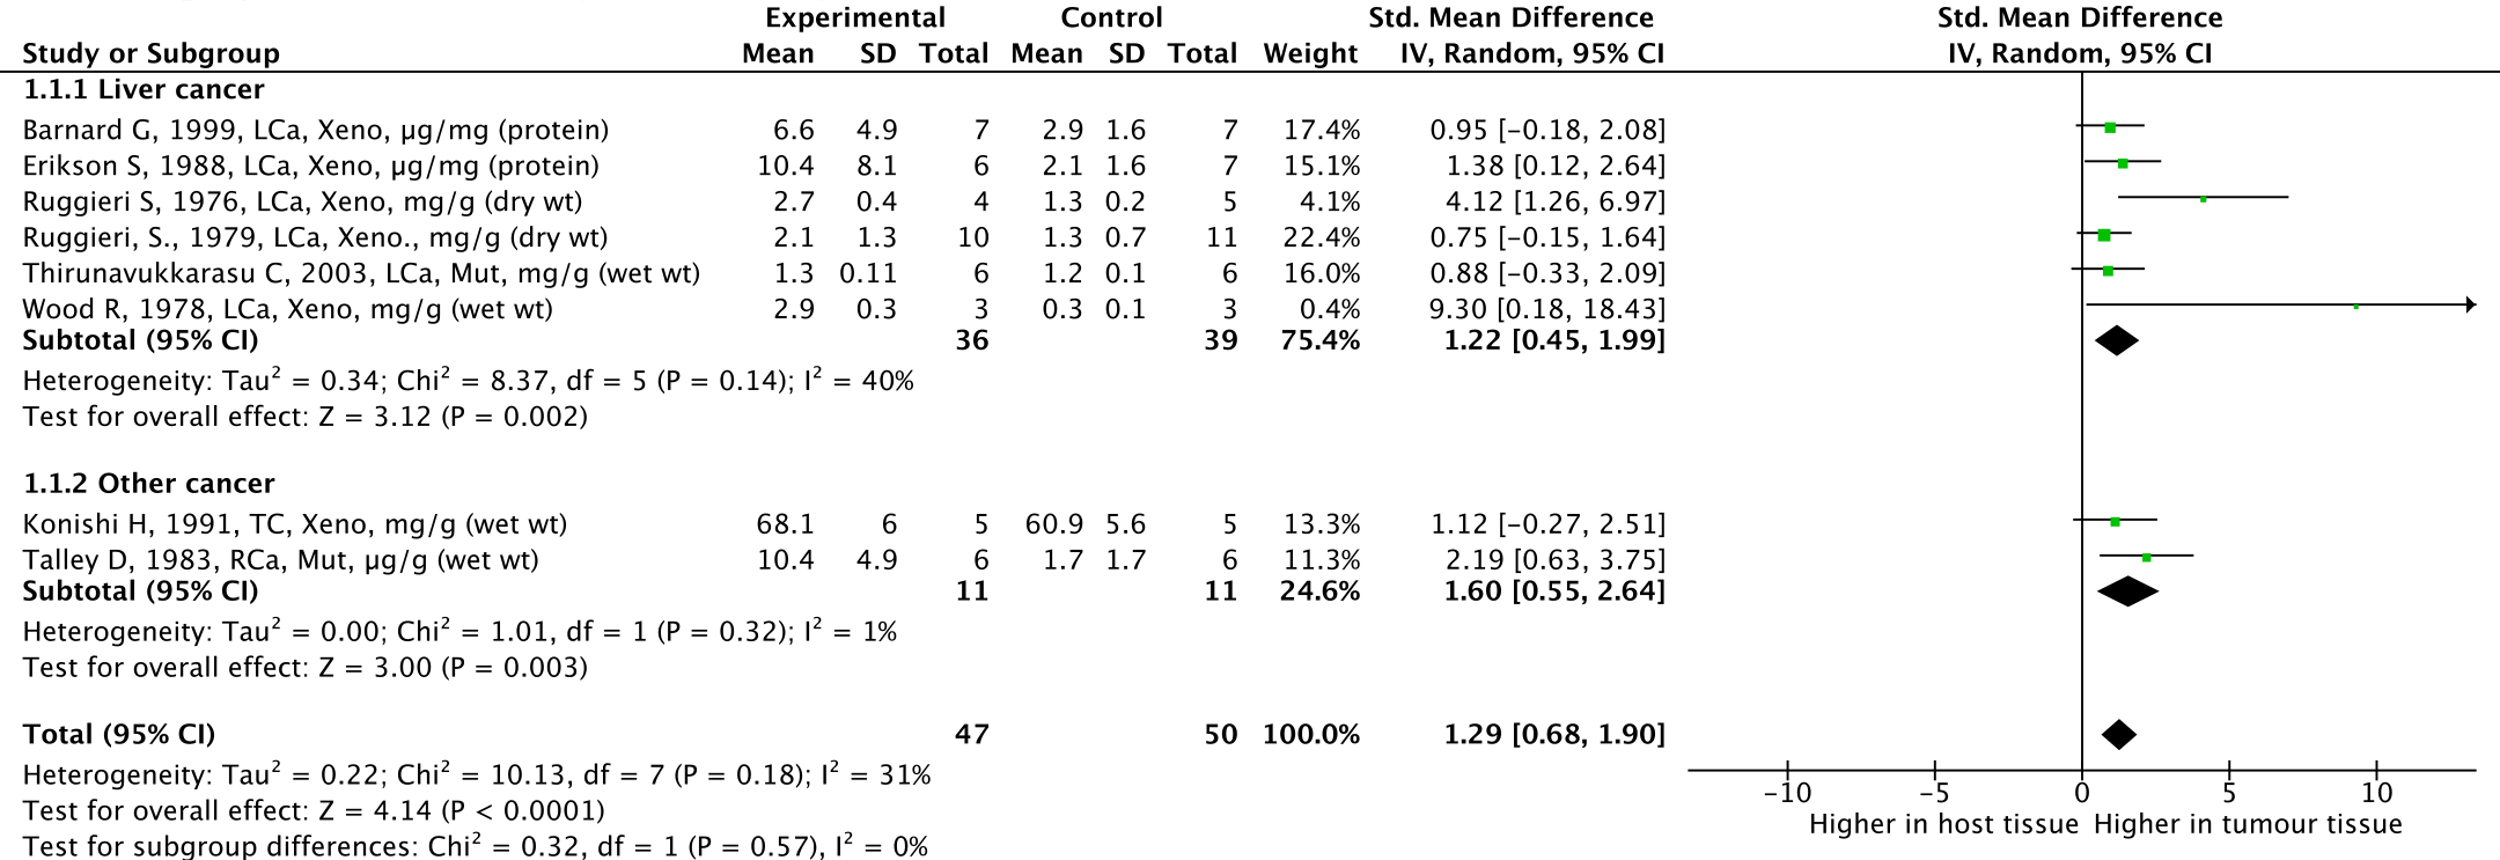 Experimental Control Std. Mean Difference Std. Mean Difference
Study or Subgroup Mean SD Total Mean SD Total Weight IV, Random, 95% CI IV, Random, 95% CI
1.1.1 Liver cancer
Barnard G, 1999, LCa, Xeno, µg/mg (protein) 6.6 4.9 7 2.9 1.6 7 17.4% 0.95 [−0.18, 2.08]
Erikson S, 1988, LCa, Xeno, µg/mg (protein) 10.4 8.1 6 2.1 1.6 7 15.1% 1.38 [0.12, 2.64]
Ruggieri S, 1976, LCa, Xeno, mg/g (dry wt) 2.7 0.4 4 1.3 0.2 5 4.1% 4.12 [1.26, 6.97]
Ruggieri, S., 1979, LCa, Xeno., mg/g (dry wt) 2.1 1.3 10 1.3 0.7 11 22.4% 0.75 [−0.15, 1.64]
Thirunavukkarasu C, 2003, LCa, Mut, mg/g (wet wt) 1.3 0.11 6 1.2 0.1 6 16.0% 0.88 [−0.33, 2.09]
Wood R, 1978, LCa, Xeno, mg/g (wet wt) 2.9 0.3 3 0.3 0.1 3 0.4% 9.30 [0.18, 18.43]
Subtotal (95% CI) 36 39 75.4% 1.22 [0.45, 1.99]
Heterogeneity: Tau² = 0.34; Chi² = 8.37, df = 5 (P = 0.14); I² = 40%
Test for overall effect: Z = 3.12 (P = 0.002)
1.1.2 Other cancer
Konishi H, 1991, TC, Xeno, mg/g (wet wt) 68.1 6 5 60.9 5.6 5 13.3% 1.12 [−0.27, 2.51]
Talley D, 1983, RCa, Mut, µg/g (wet wt) 10.4 4.9 6 1.7 1.7 6 11.3% 2.19 [0.63, 3.75]
Subtotal (95% CI) 11 11 24.6% 1.60 [0.55, 2.64]
Heterogeneity: Tau² = 0.00; Chi² = 1.01, df = 1 (P = 0.32); I² = 1%
Test for overall effect: Z = 3.00 (P = 0.003)
Total (95% CI) 47 50 100.0% 1.29 [0.68, 1.90]
Heterogeneity: Tau² = 0.22; Chi² = 10.13, df = 7 (P = 0.18); I² = 31%
Test for overall effect: Z = 4.14 (P < 0.0001)
Test for subgroup differences: Chi² = 0.32, df = 1 (P = 0.57), I² = 0%
−10 −5 0 5 10
Higher in host tissue Higher in tumour tissue